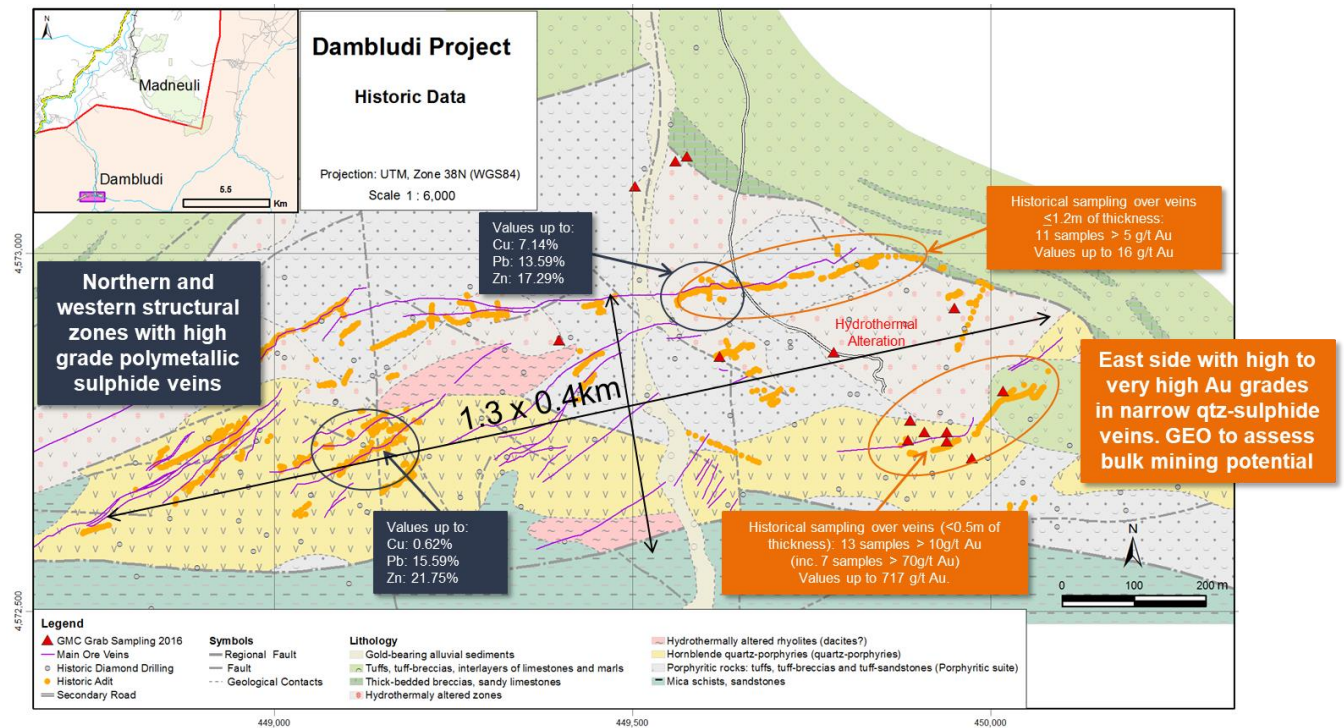 N
Madneuli
Dambludi
5.5
Km
Dambludi Project
Historic Data
Projection: UTM, Zone 38N (WGS84)
Scale 1 : 6,000
4,573,000
4,572,500
Northern and
western structural
zones with high
grade polymetallic
sulphide veins
Values up to:
Cu: 7.14%
Pb: 13.59%
Zn: 17.29%
Historical sampling over veins
≤1.2m of thickness:
11 samples > 5 g/t Au
Values up to 16 g/t Au
Hydrothermal
Alteration
1.3 x 0.4km
East side with high to
very high Au grades
in narrow qtz-sulphide
veins. GEO to assess
bulk mining potential
Values up to:
Cu: 0.62%
Pb: 15.59%
Zn: 21.75%
Historical sampling over veins (<0.5m of
thickness): 13 samples > 10g/t Au
(inc. 7 samples > 70g/t Au)
Values up to 717 g/t Au.
N
100 0 200 m
Legend
GMC Grab Sampling 2016
Main Ore Veins
Historic Diamond Drilling
Historic Adit
Secondary Road
Symbols
Regional Fault
Fault
Geological Contacts
Lithology
Gold-bearing alluvial sediments
Tuffs, tuff-breccias, interlayers of limestones and marls
Thick-bedded breccias, sandy limestones
Hydrothermaly altered zones
Hydrothermally altered rhyolites (dacites?)
Hornblende quartz-porphyries (quartz-porphyries)
Porphyritic rocks: tuffs, tuff-breccias and tuff-sandstones (Porphyritic suite)
Mica schists, sandstones
449,000
449,500
450,000